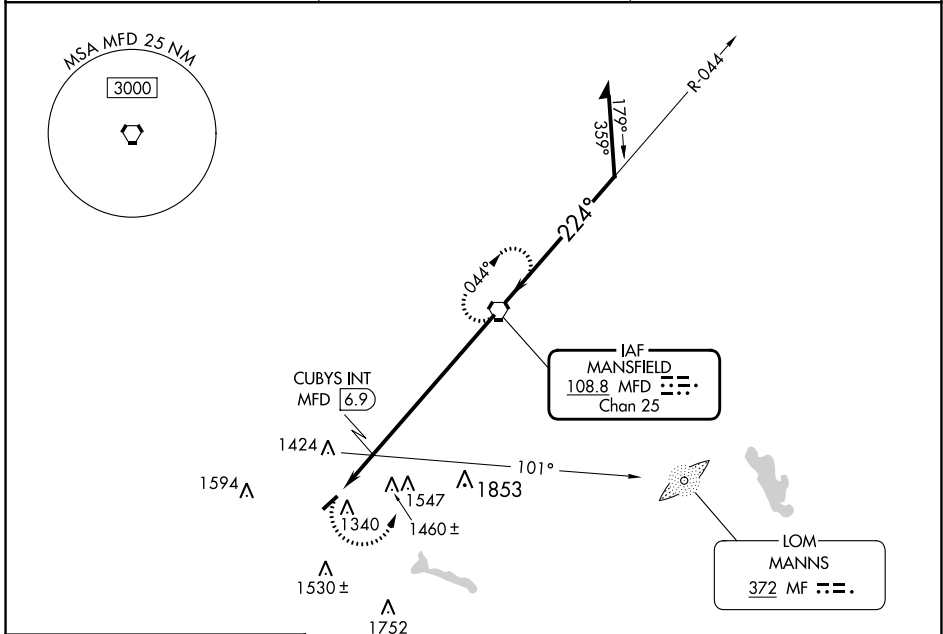 MSA MFD 25 NM
3000
R-044
179°
359°
224°
044°
IAF
MANSFIELD
108.8 MFD
Chan 25
CUBYS INT
MFD 6.9
1424
101°
1594
1853
1547
1340
1460 ±
LOM
MANNS
372 MF
1530 ±
1752